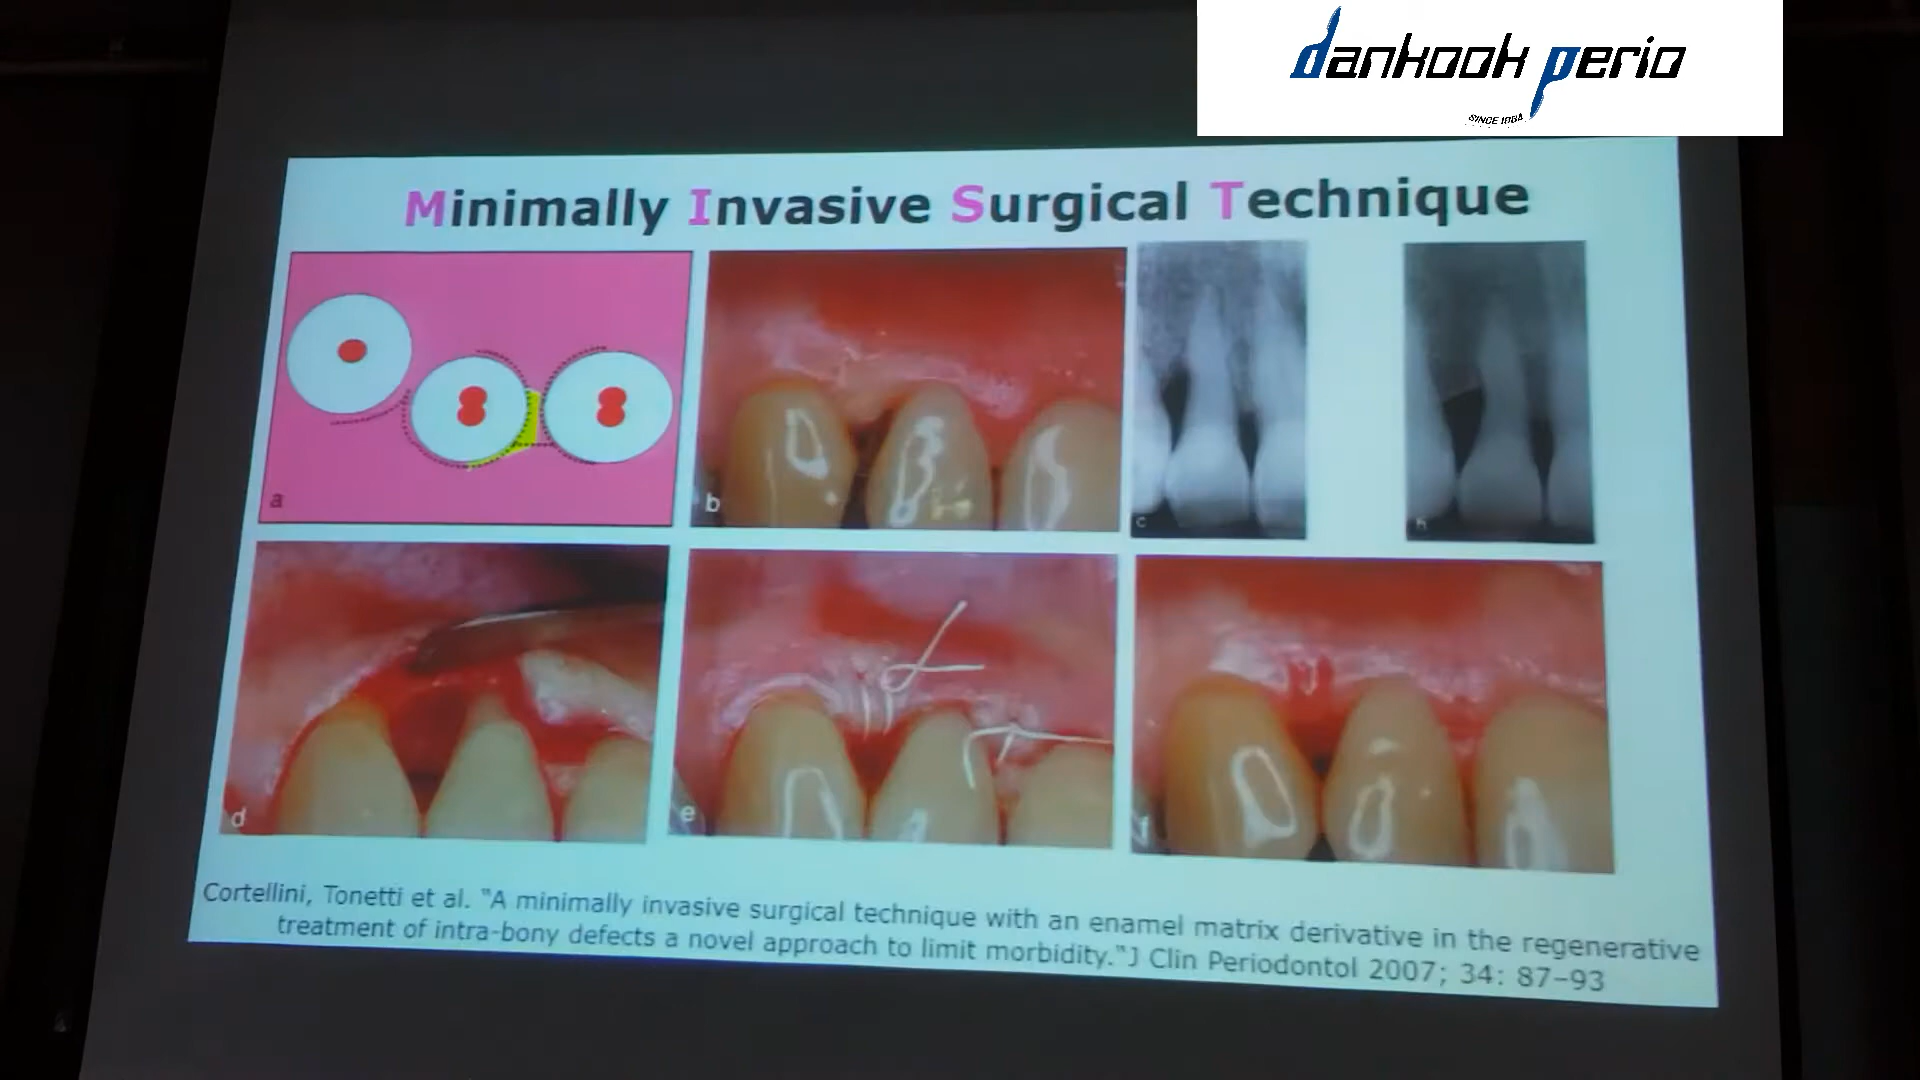 dankook perio
SINCE 1984
Minimally Invasive Surgical Technique
a
b
c
h
d
e
f
Cortellini, Tonetti et al. "A minimally invasive surgical technique with an enamel matrix derivative in the regenerative
treatment of intra-bony defects a novel approach to limit morbidity."J Clin Periodontol 2007; 34: 87–93